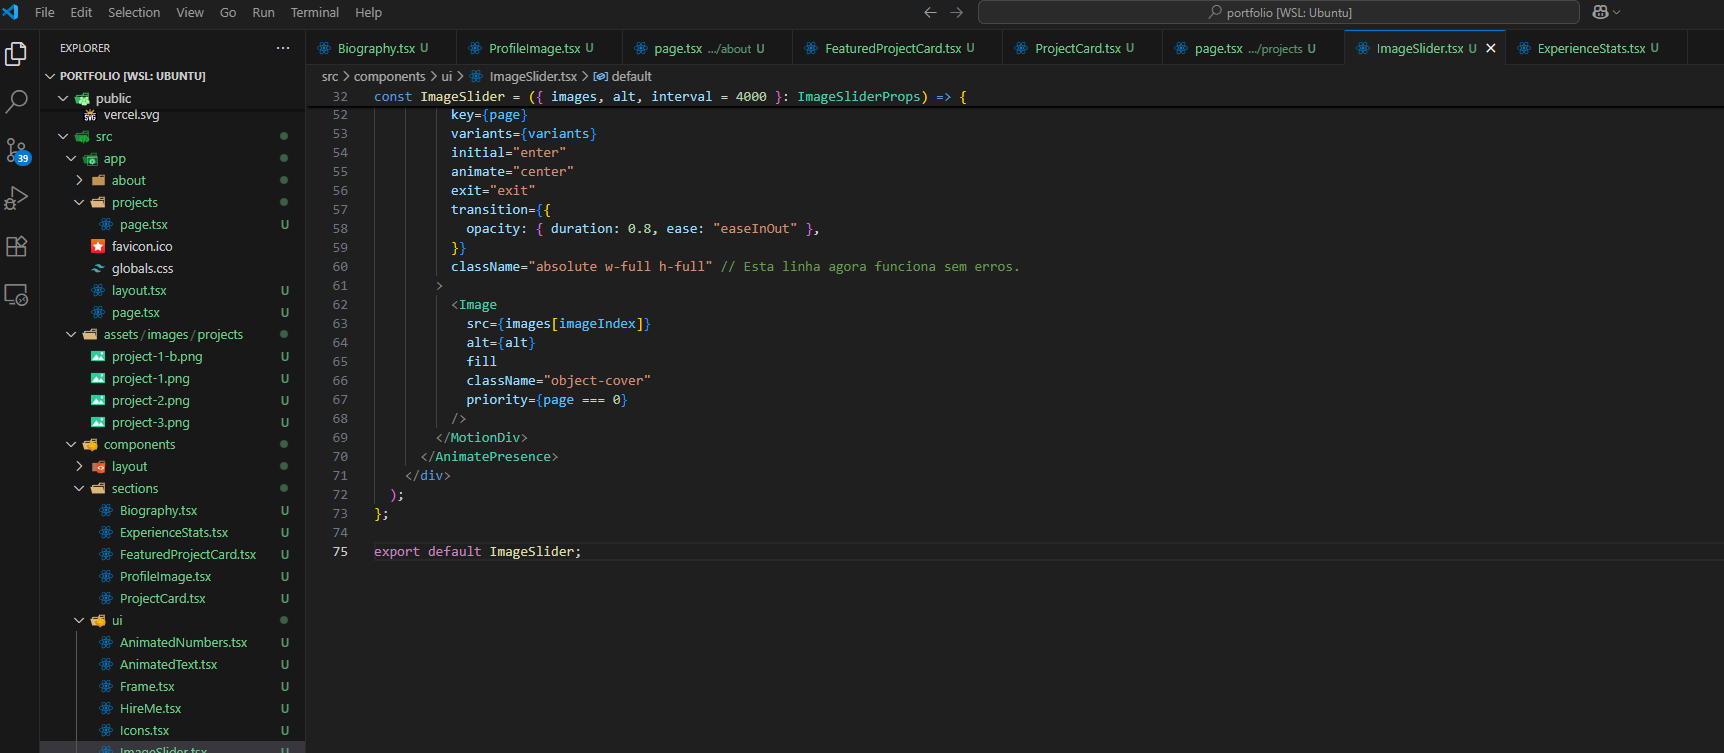 File Edit Selection View Go Run Terminal Help
portfolio [WSL: Ubuntu]
EXPLORER
PORTFOLIO [WSL: UBUNTU]
public
vercel.svg
src
app
about
projects
page.tsx U
favicon.ico
globals.css
layout.tsx U
page.tsx U
assets/images/projects
project-1-b.png U
project-1.png U
project-2.png U
project-3.png U
components
layout
sections
Biography.tsx U
ExperienceStats.tsx U
FeaturedProjectCard.tsx U
ProfileImage.tsx U
ProjectCard.tsx U
ui
AnimatedNumbers.tsx U
AnimatedText.tsx U
Frame.tsx U
HireMe.tsx U
Icons.tsx U
ImageSlider.tsx U
39
Biography.tsx U ProfileImage.tsx U page.tsx .../about U FeaturedProjectCard.tsx U ProjectCard.tsx U page.tsx .../projects U ImageSlider.tsx U ExperienceStats.tsx U
src > components > ui > ImageSlider.tsx > default
32 const ImageSlider = ({ images, alt, interval = 4000 }: ImageSliderProps) => {
52 key={page}
53 variants={variants}
54 initial="enter"
55 animate="center"
56 exit="exit"
57 transition={{
58 opacity: { duration: 0.8, ease: "easeInOut" },
59 }}
60 className="absolute w-full h-full" // Esta linha agora funciona sem erros.
61 >
62 <Image
63 src={images[imageIndex]}
64 alt={alt}
65 fill
66 className="object-cover"
67 priority={page === 0}
68 />
69 </MotionDiv>
70 </AnimatePresence>
71 </div>
72 );
73 };
74
75 export default ImageSlider;